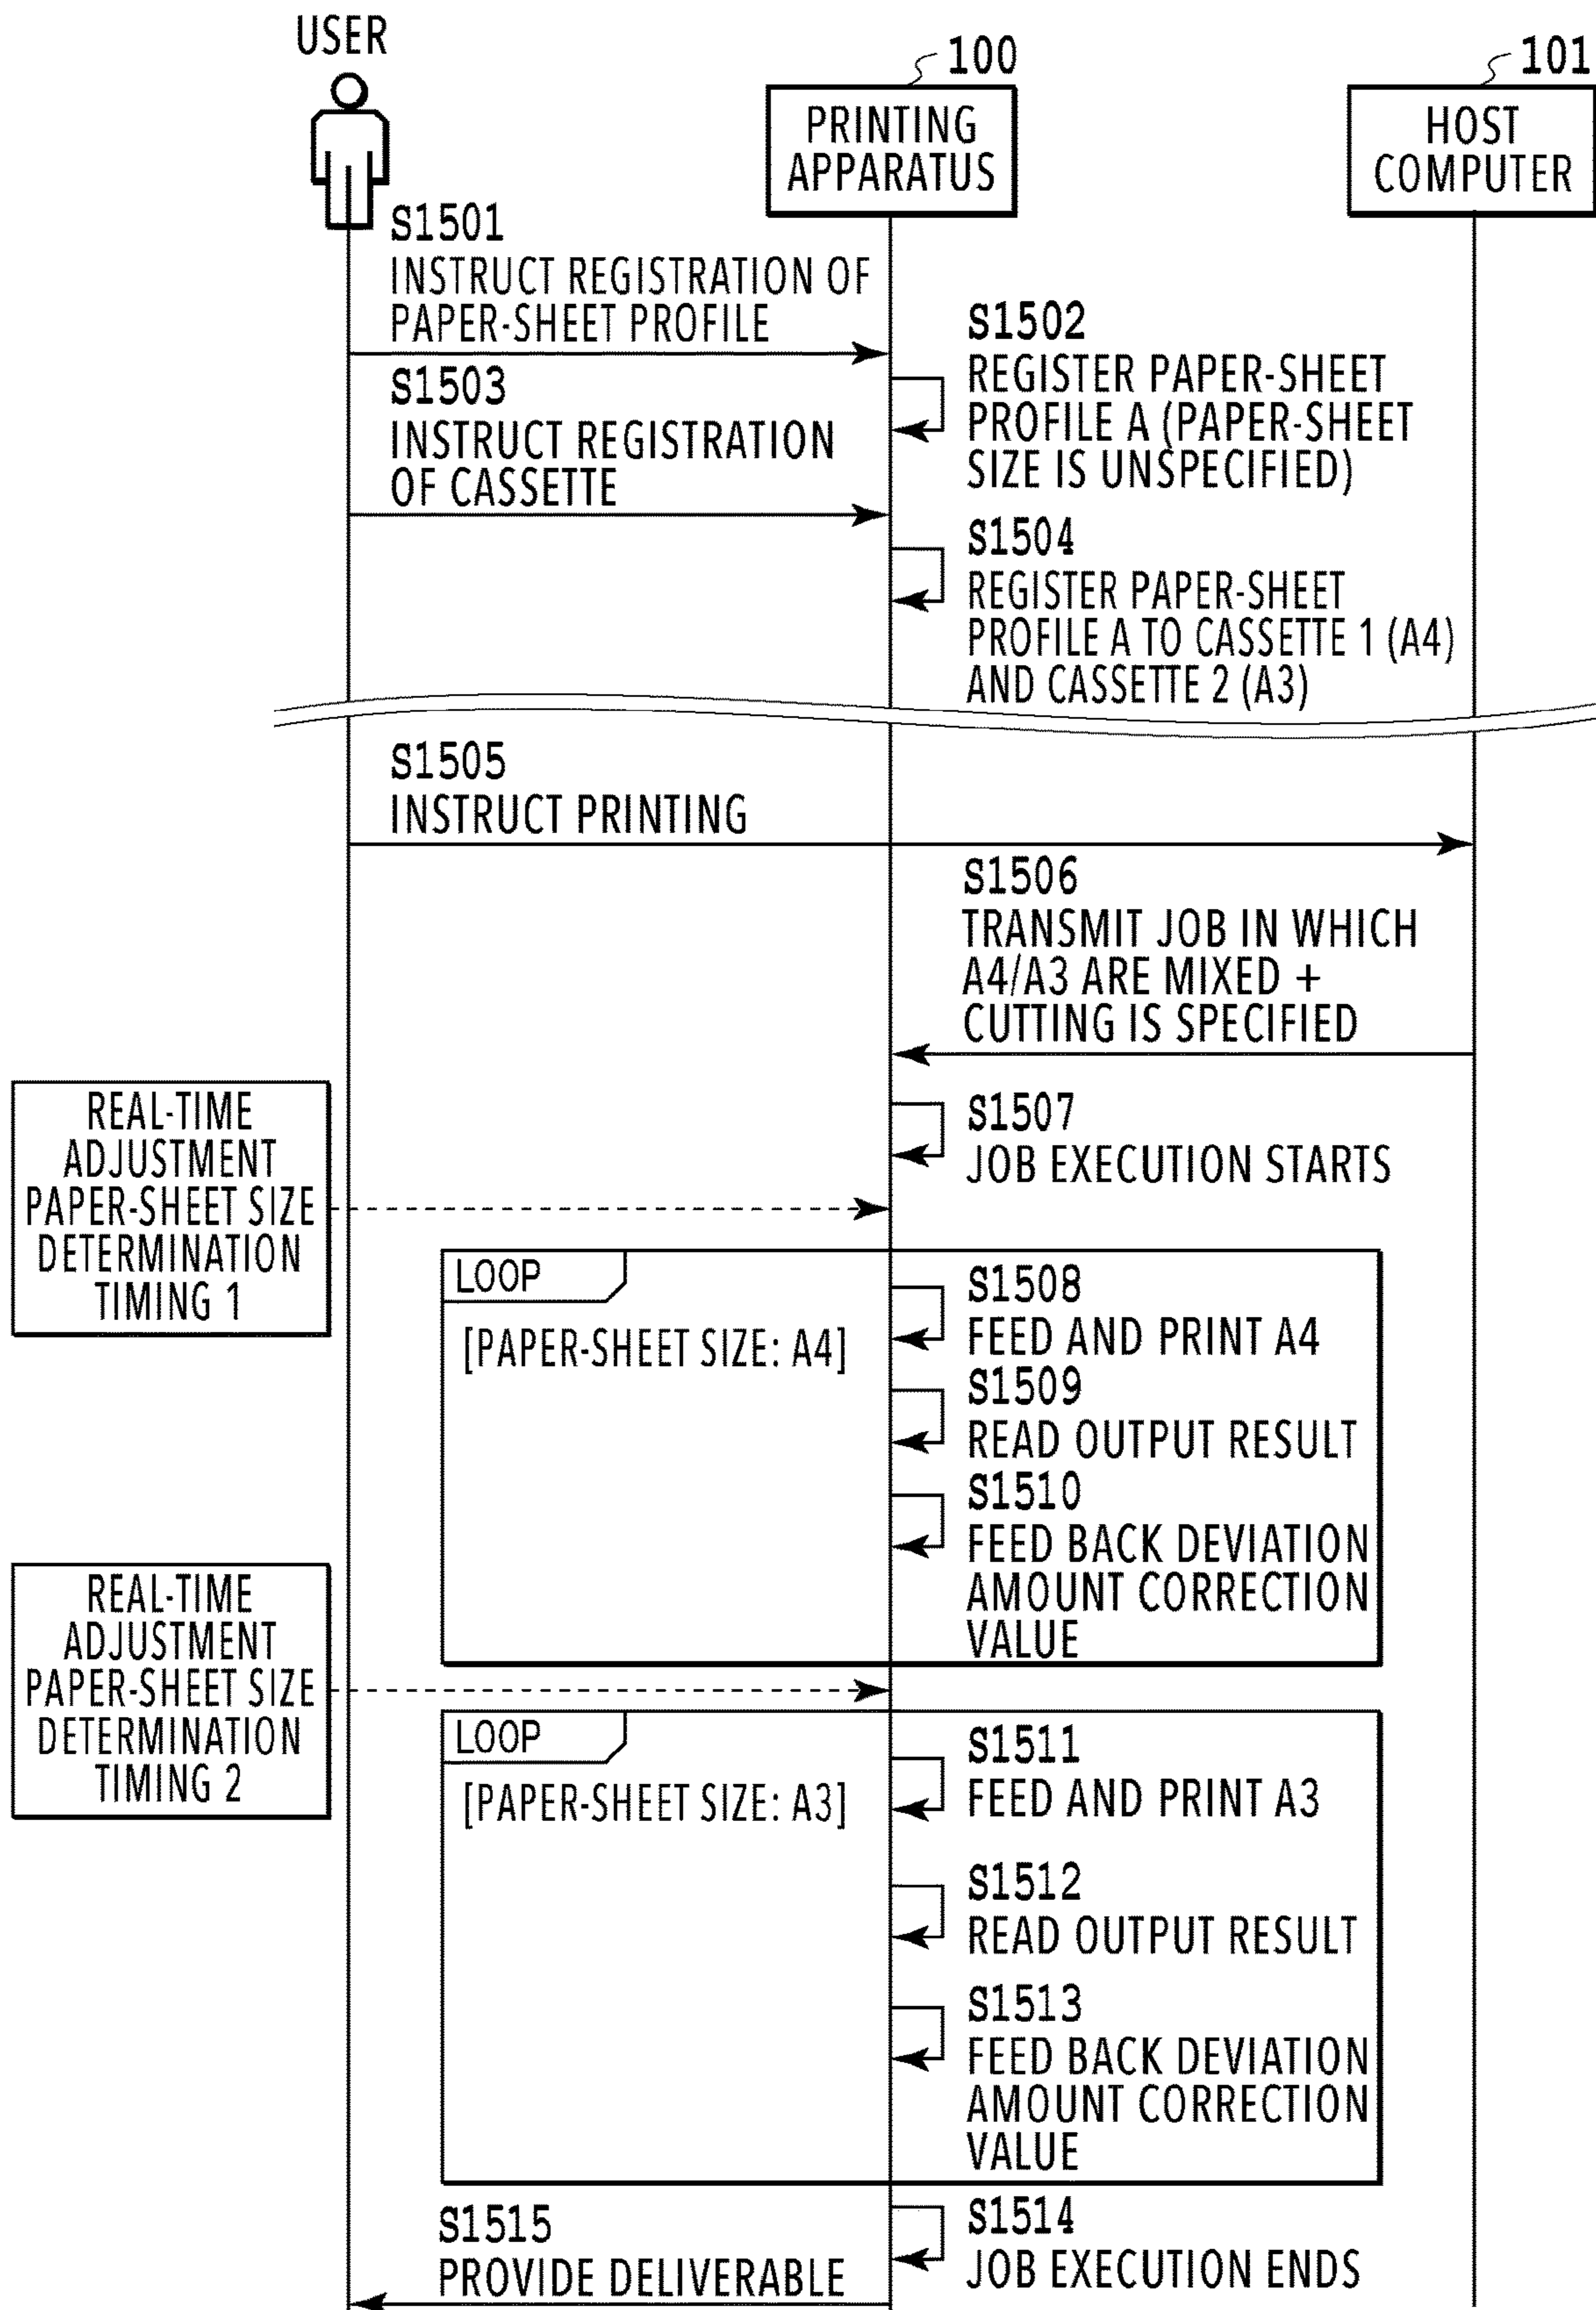 USER
100
PRINTING
APPARATUS
101
HOST
COMPUTER
S1501
INSTRUCT REGISTRATION OF
PAPER-SHEET PROFILE
S1502
REGISTER PAPER-SHEET
PROFILE A (PAPER-SHEET
SIZE IS UNSPECIFIED)
S1503
INSTRUCT REGISTRATION
OF CASSETTE
S1504
REGISTER PAPER-SHEET
PROFILE A TO CASSETTE 1 (A4)
AND CASSETTE 2 (A3)
S1505
INSTRUCT PRINTING
S1506
TRANSMIT JOB IN WHICH
A4/A3 ARE MIXED +
CUTTING IS SPECIFIED
S1507
JOB EXECUTION STARTS
REAL-TIME
ADJUSTMENT
PAPER-SHEET SIZE
DETERMINATION
TIMING 1
LOOP
[PAPER-SHEET SIZE: A4]
S1508
FEED AND PRINT A4
S1509
READ OUTPUT RESULT
S1510
FEED BACK DEVIATION
AMOUNT CORRECTION
VALUE
REAL-TIME
ADJUSTMENT
PAPER-SHEET SIZE
DETERMINATION
TIMING 2
LOOP
[PAPER-SHEET SIZE: A3]
S1511
FEED AND PRINT A3
S1512
READ OUTPUT RESULT
S1513
FEED BACK DEVIATION
AMOUNT CORRECTION
VALUE
S1514
JOB EXECUTION ENDS
S1515
PROVIDE DELIVERABLE